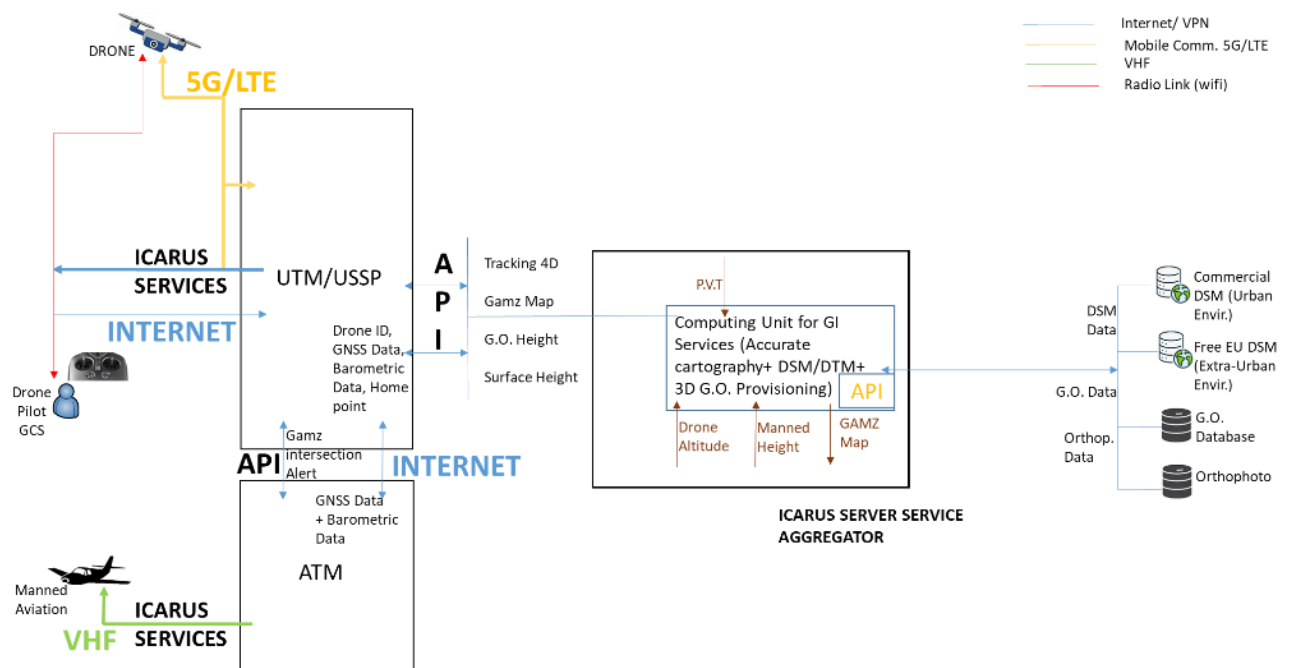 Internet/ VPN
Mobile Comm. 5G/LTE
VHF
Radio Link (wifi)
DRONE
5G/LTE
ICARUS
SERVICES
INTERNET
Drone
Pilot
GCS
UTM/USSP
Drone ID,
GNSS Data,
Barometric
Data, Home
point
A
P
I
Tracking 4D
Gamz Map
G.O. Height
Surface Height
P.V.T
Computing Unit for GI
Services (Accurate
cartography+ DSM/DTM+
3D G.O. Provisioning)
API
Drone
Altitude
Manned
Height
GAMZ
Map
ICARUS SERVER SERVICE
AGGREGATOR
DSM
Data
G.O. Data
Orthop.
Data
Commercial
DSM (Urban
Envir.)
Free EU DSM
(Extra-Urban
Envir.)
G.O.
Database
Orthophoto
API
Gamz
intersection
Alert
INTERNET
GNSS Data
+ Barometric
Data
ATM
Manned
Aviation
VHF
ICARUS
SERVICES